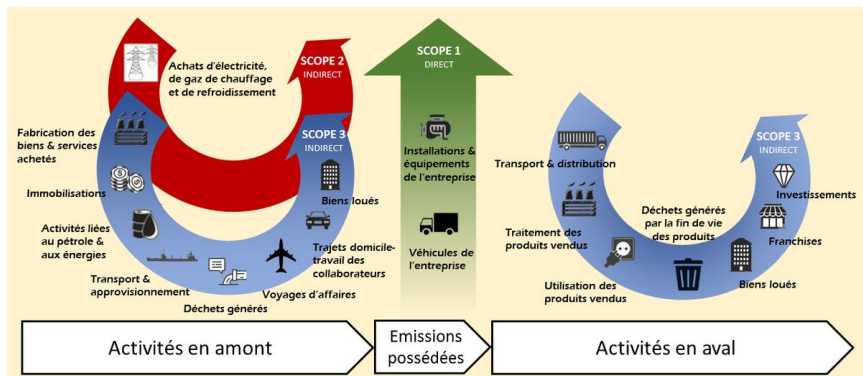 Achats d'électricité,
de gaz de chauffage
et de refroidissement
SCOPE 2
INDIRECT
Fabrication des
biens & services
achetés
Immobilisations
Activités liées
au pétrole &
aux énergies
Transport &
approvisionnement
Déchets générés
Voyages d'affaires
Trajets domicile-
travail des
collaborateurs
Biens loués
SCOPE 3
INDIRECT
SCOPE 1
DIRECT
Installations &
équipements
de l'entreprise
Véhicules de
l'entreprise
Transport & distribution
Traitement des
produits vendus
Utilisation des
produits vendus
Déchets générés
par la fin de vie
des produits
Biens loués
Franchises
Investissements
SCOPE 3
INDIRECT
Activités en amont
Emissions
possédées
Activités en aval